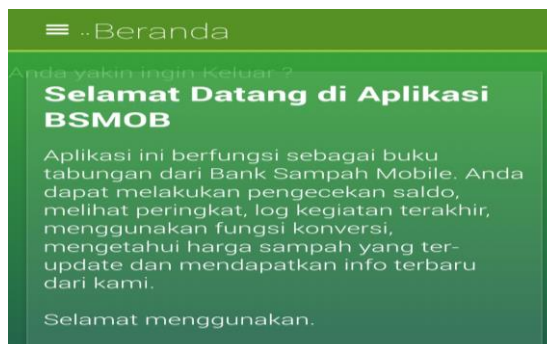 ..Beranda
Anda yakin ingin Keluar ?
Selamat Datang di Aplikasi
BSMOB
Aplikasi ini berfungsi sebagai buku
tabungan dari Bank Sampah Mobile. Anda
dapat melakukan pengecekan saldo,
melihat peringkat, log kegiatan terakhir,
menggunakan fungsi konversi,
mengetahui harga sampah yang ter-
update dan mendapatkan info terbaru
dari kami.
Selamat menggunakan.